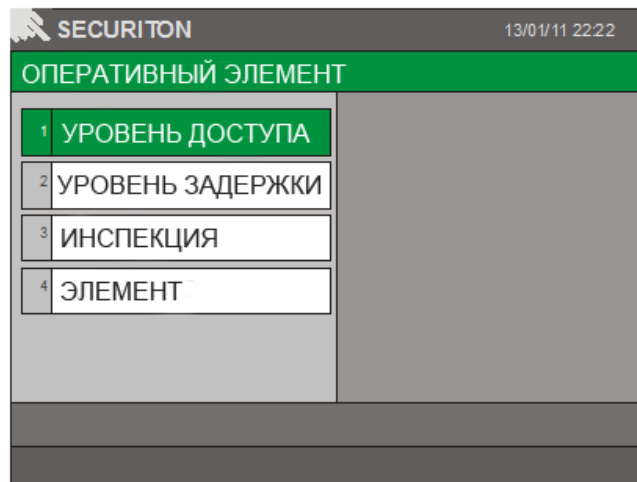 SECURITON
13/01/11 22:22
ОПЕРАТИВНЫЙ ЭЛЕМЕНТ
1 УРОВЕНЬ ДОСТУПА
2 УРОВЕНЬ ЗАДЕРЖКИ
3 ИНСПЕКЦИЯ
4 ЭЛЕМЕНТ